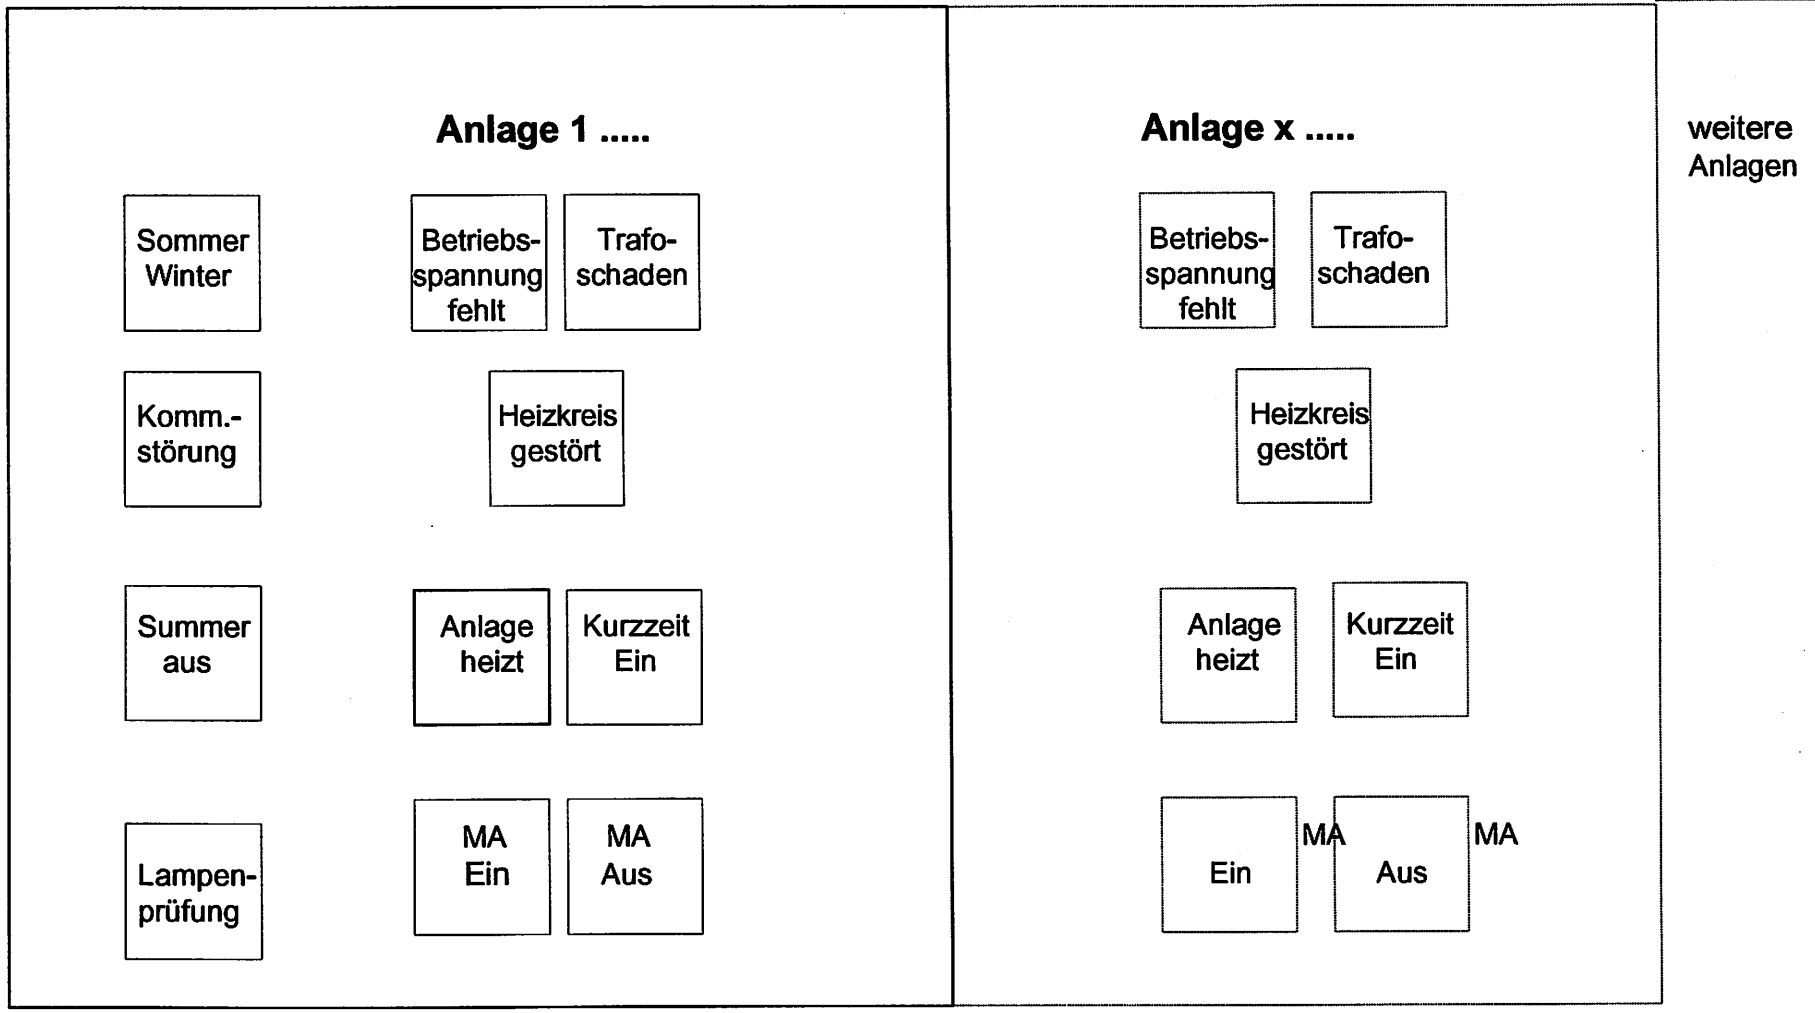 Anlage 1 .....
Sommer
Winter
Betriebs-
spannung
fehlt
Trafo-
schaden
Komm.-
störung
Heizkreis
gestört
Summer
aus
Anlage
heizt
Kurzzeit
Ein
Lampen-
prüfung
MA
Ein
MA
Aus
Anlage x .....
Betriebs-
spannung
fehlt
Trafo-
schaden
Heizkreis
gestört
Anlage
heizt
Kurzzeit
Ein
MA
Ein
MA
Aus
weitere
Anlagen